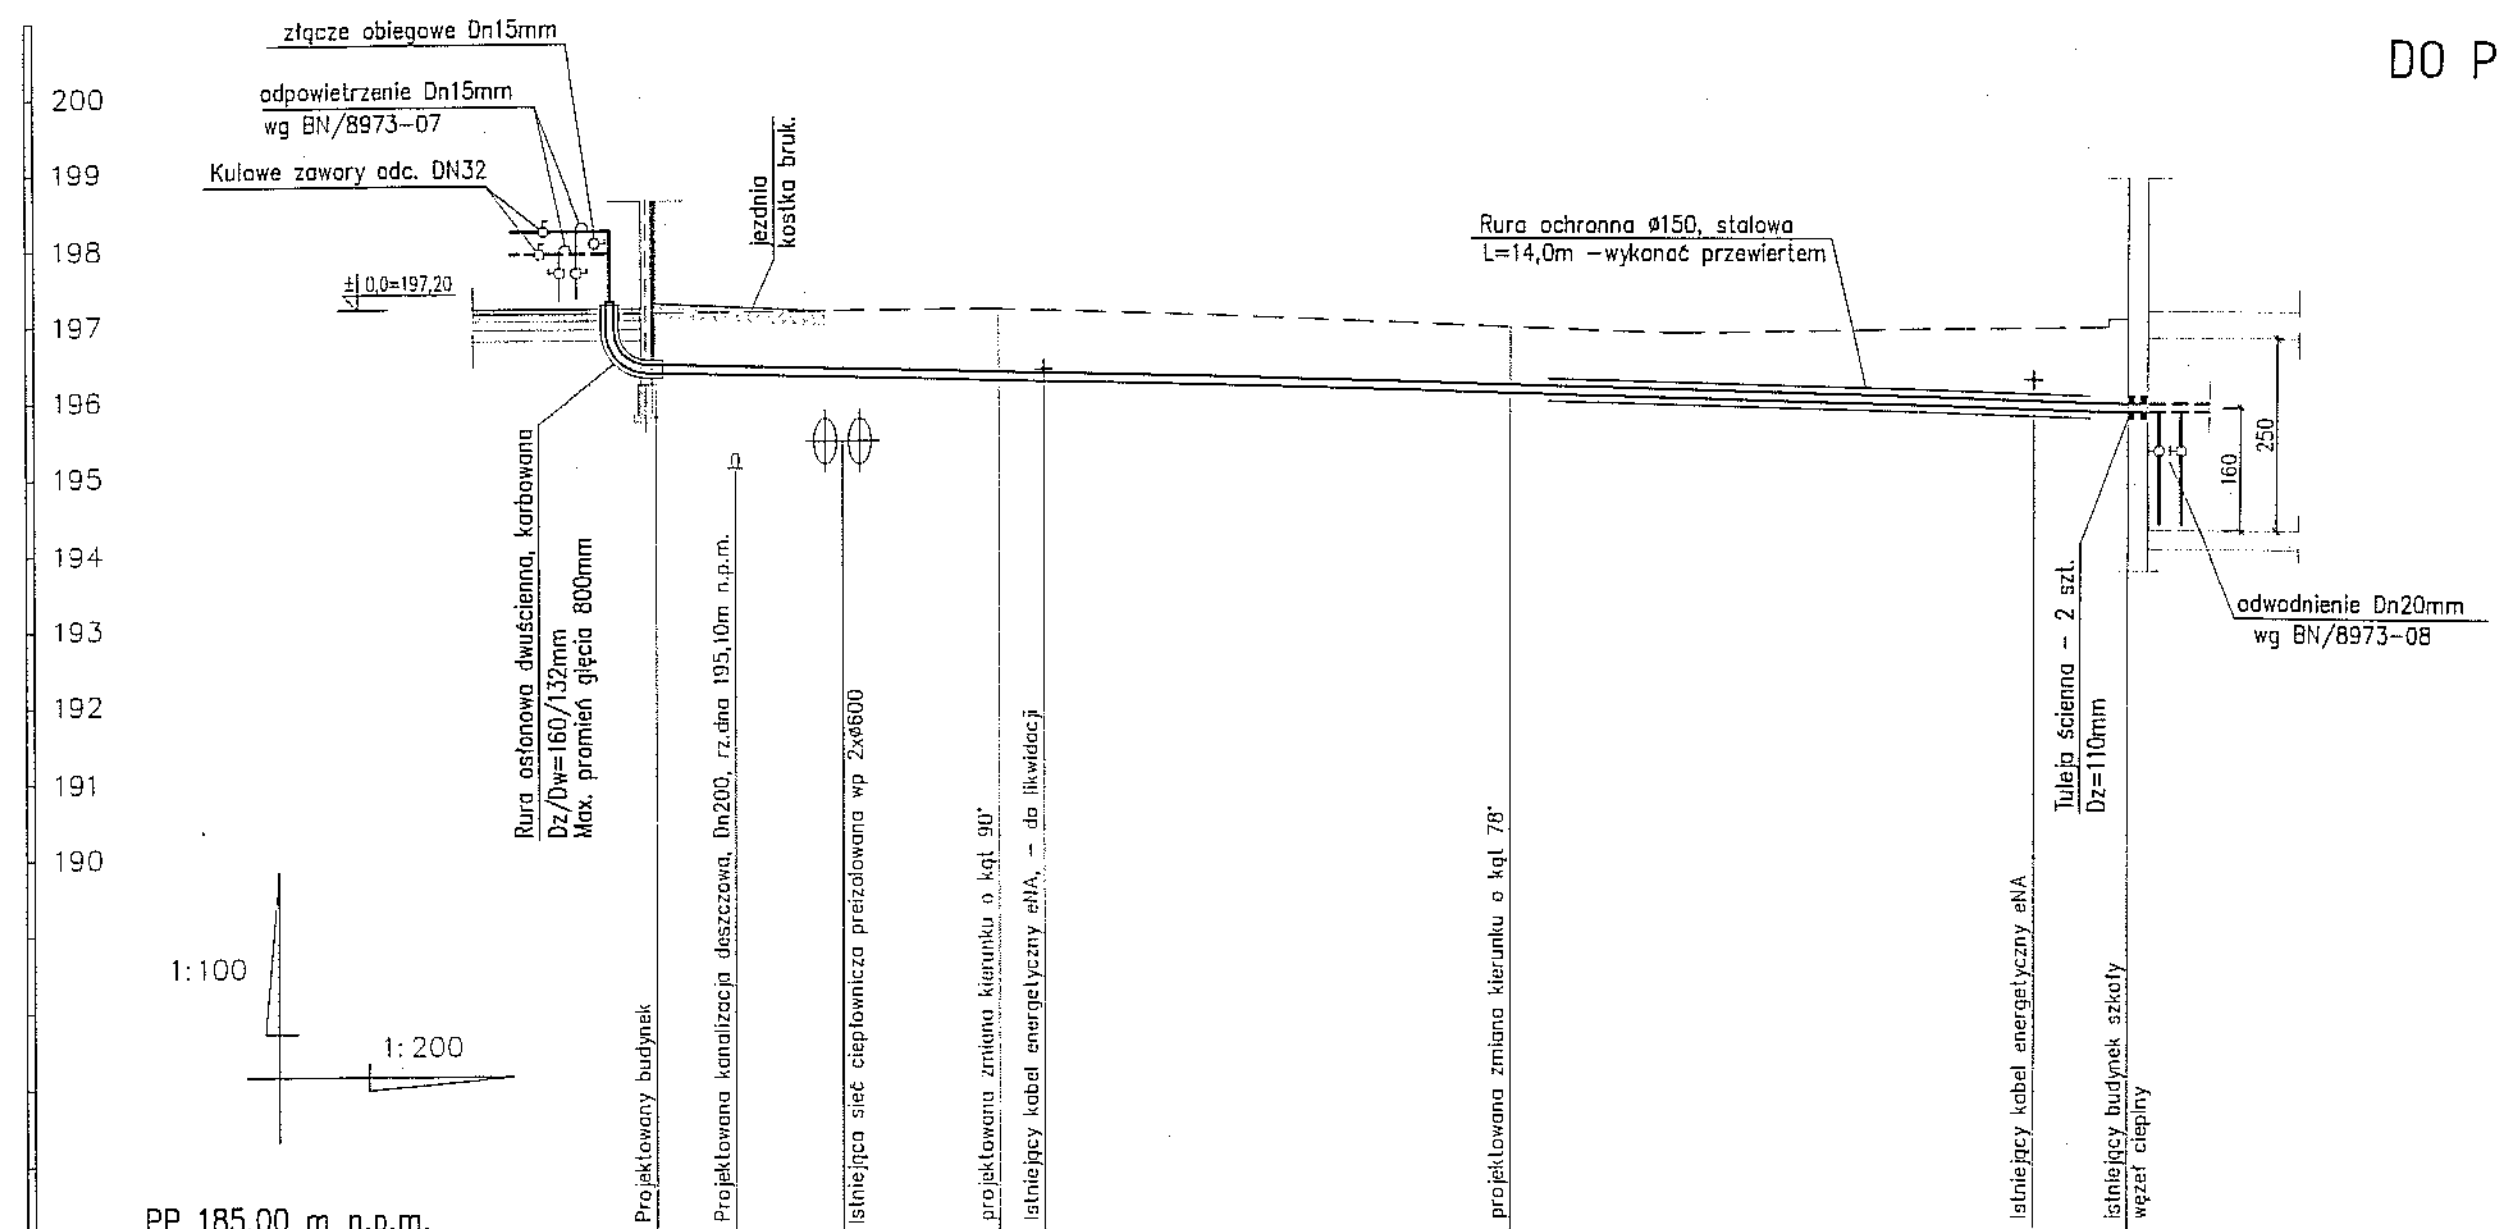 DO P
złącze obiegowe Dn15mm
odpowietrzenie Dn15mm
wg BN/8973-07
Kulowe zawory odc. DN32
200
199
198
197
196
195
194
193
192
191
190
± 0,0=197,20
jezdnia
kostka bruk.
Rura ochronna ø150, stalowa
L=14,0m -wykonać przewiertem
Rura osłonowa dwuścienna, karbowana
Dz/Dw=160/132mm
Max. promień gięcia 800mm
Projektowany budynek
Projektowana kanalizacja deszczowa, Dn200, rz.dna 195,10m n.p.m.
Istniejąca sieć ciepłownicza preizolowana wp 2xø600
projektowana zmiana kierunku o kąt 90°
Istniejący kabel energetyczny eNA, - do likwidacji
projektowana zmiana kierunku o kąt 78°
Istniejący kabel energetyczny eNA
Tuleja ścienna - 2 szt.
Dz=110mm
istniejący budynek szkoły
węzeł cieplny
160
250
odwodnienie Dn20mm
wg BN/8973-08
1:100
1:200
PP 185.00 m n.p.m.